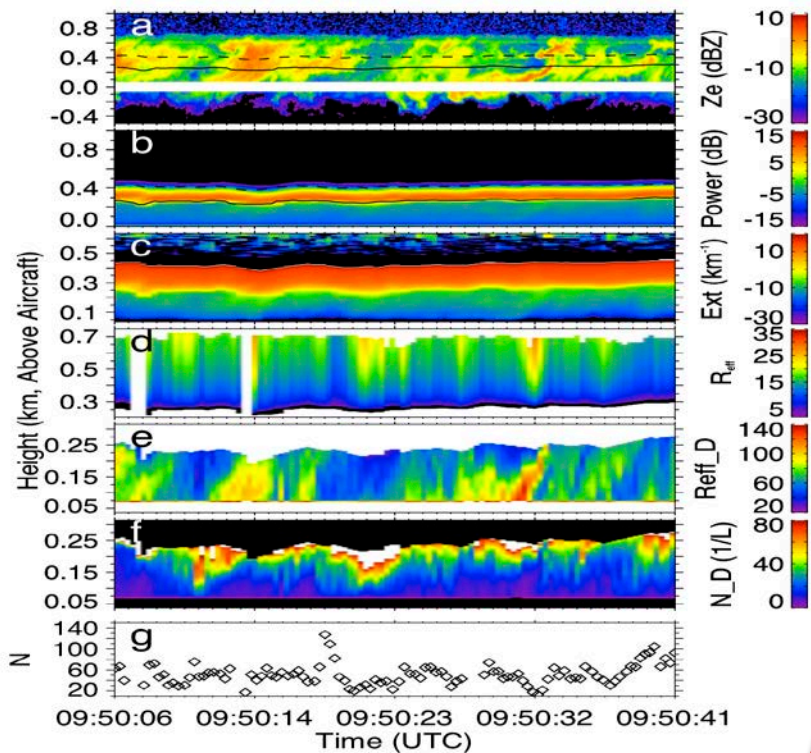 a
0.8
0.4
0.0
-0.4
10
-10
-30
Ze (dBZ)
b
0.8
0.4
0.0
15
5
-5
-15
Power (dB)
c
0.5
0.3
0.1
10
-10
-30
Ext (km-1)
d
0.7
0.5
0.3
35
25
15
5
Reff
e
0.25
0.15
0.05
140
100
60
20
Reff_D
f
0.25
0.15
0.05
80
40
0
N_D (1/L)
g
140
100
60
20
N
Height (km, Above Aircraft)
09:50:06 09:50:14 09:50:23 09:50:32 09:50:41
Time (UTC)